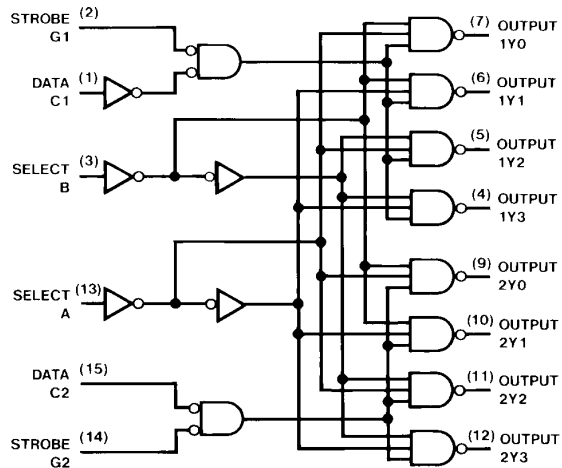 STROBE (2)
G1
DATA (1)
C1
SELECT (3)
B
SELECT (13)
A
DATA (15)
C2
STROBE (14)
G2
(7) OUTPUT
1Y0
(6) OUTPUT
1Y1
(5) OUTPUT
1Y2
(4) OUTPUT
1Y3
(9) OUTPUT
2Y0
(10) OUTPUT
2Y1
(11) OUTPUT
2Y2
(12) OUTPUT
2Y3